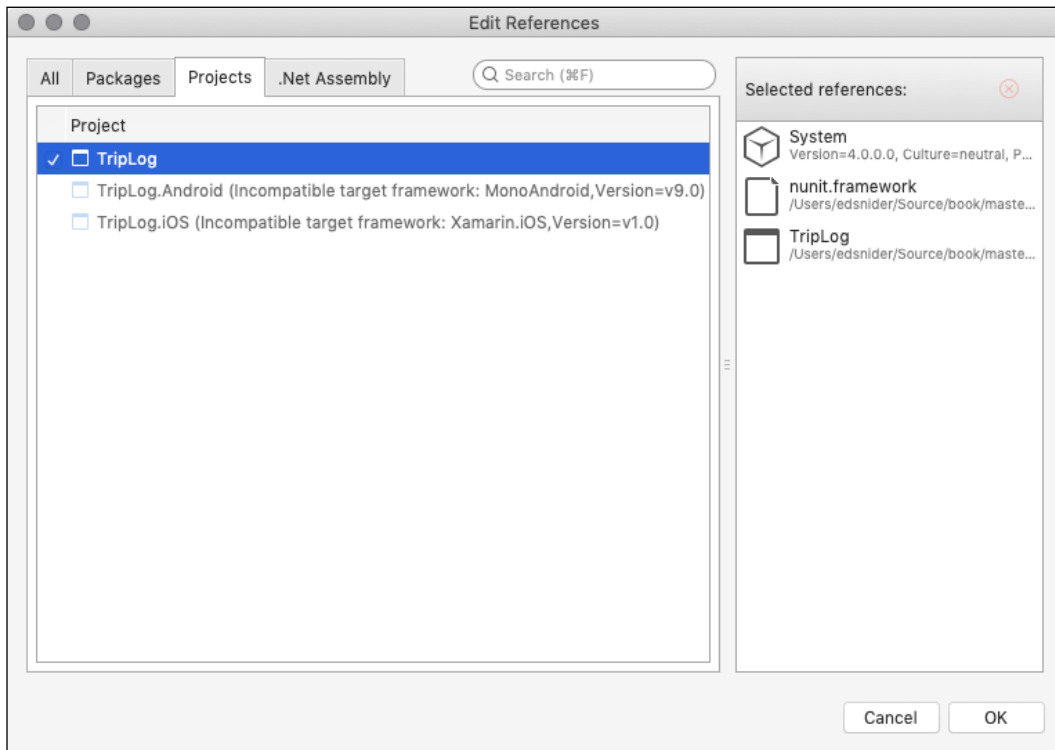 Edit References
All
Packages
Projects
.Net Assembly
Search (⌘F)
Project
✓ TripLog
TripLog.Android (Incompatible target framework: MonoAndroid,Version=v9.0)
TripLog.iOS (Incompatible target framework: Xamarin.iOS,Version=v1.0)
Selected references:
System
Version=4.0.0.0, Culture=neutral, P...
nunit.framework
/Users/edsnider/Source/book/maste...
TripLog
/Users/edsnider/Source/book/maste...
Cancel
OK